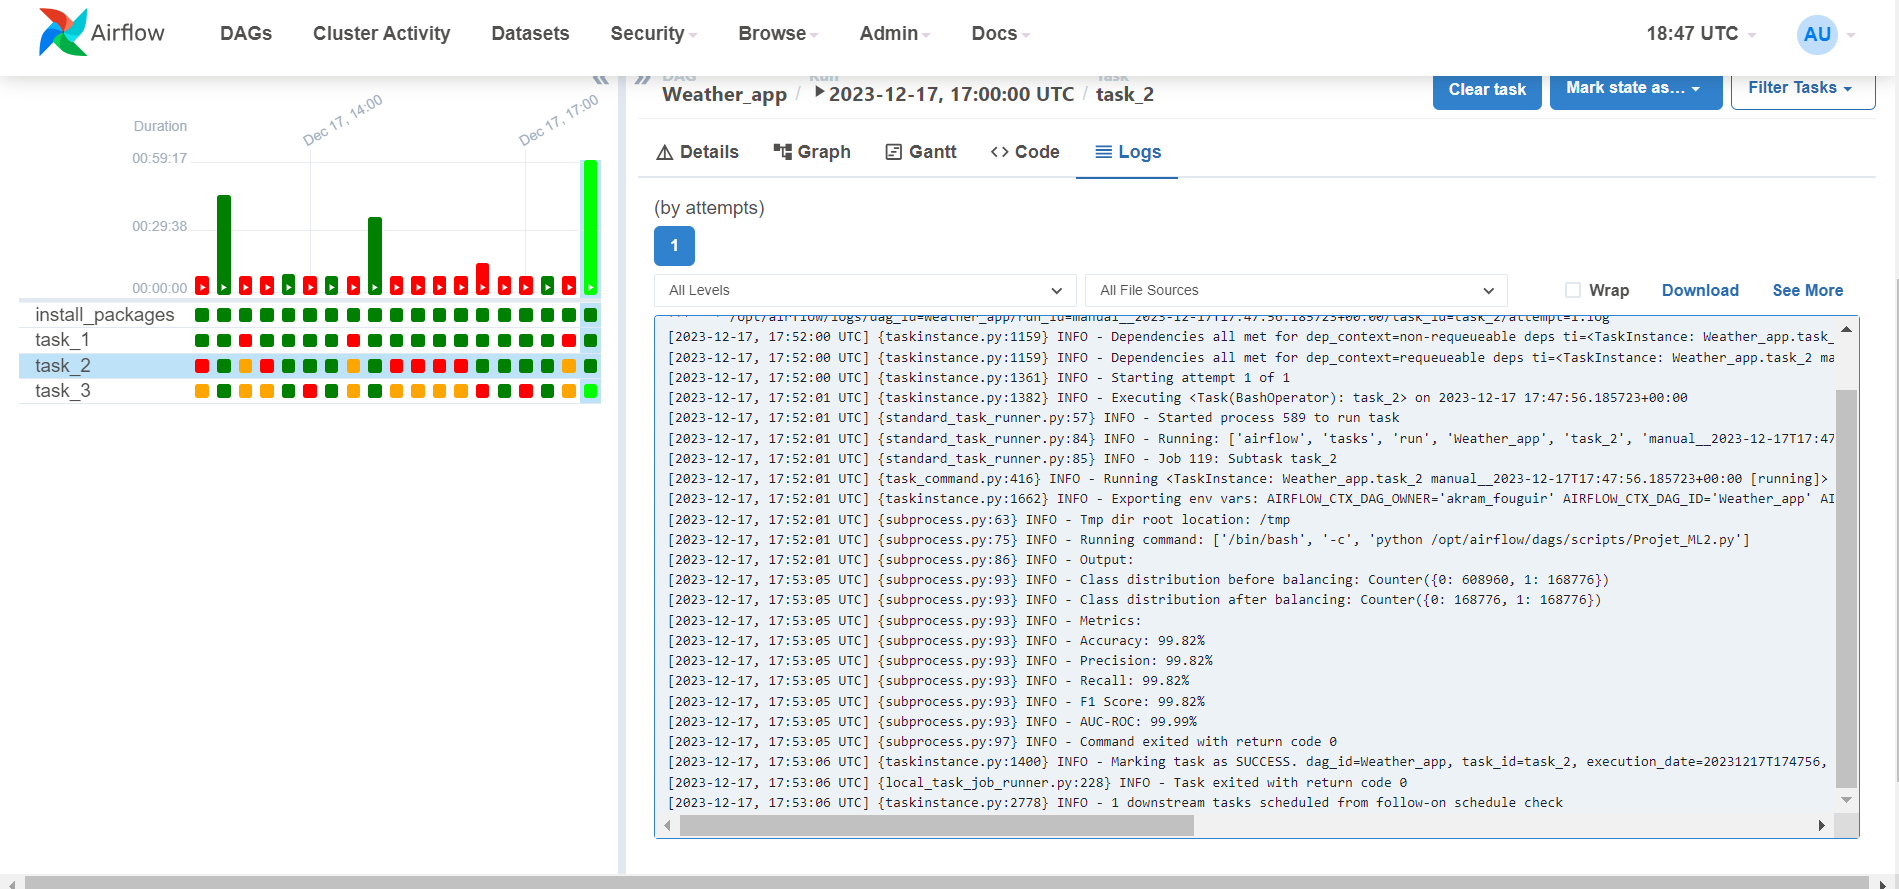 Airflow
DAGs
Cluster Activity
Datasets
Security
Browse
Admin
Docs
18:47 UTC
AU
Duration
00:59:17
00:29:38
00:00:00
Dec 17, 14:00
Dec 17, 17:00
install_packages
task_1
task_2
task_3
DAG
Run
Task
Weather_app / 2023-12-17, 17:00:00 UTC / task_2
Clear task
Mark state as…
Filter Tasks
Details
Graph
Gantt
<> Code
Logs
(by attempts)
1
All Levels
All File Sources
Wrap
Download
See More
/opt/airflow/logs/dag_id=Weather_app/run_id=manual__2023-12-17T17:47:56.185723+00:00/task_id=task_2/attempt=1.log
[2023-12-17, 17:52:00 UTC] {taskinstance.py:1159} INFO - Dependencies all met for dep_context=non-requeueable deps ti=<TaskInstance: Weather_app.task_
[2023-12-17, 17:52:00 UTC] {taskinstance.py:1159} INFO - Dependencies all met for dep_context=requeueable deps ti=<TaskInstance: Weather_app.task_2 ma
[2023-12-17, 17:52:00 UTC] {taskinstance.py:1361} INFO - Starting attempt 1 of 1
[2023-12-17, 17:52:00 UTC] {taskinstance.py:1382} INFO - Executing <Task(BashOperator): task_2> on 2023-12-17 17:47:56.185723+00:00
[2023-12-17, 17:52:01 UTC] {standard_task_runner.py:57} INFO - Started process 589 to run task
[2023-12-17, 17:52:01 UTC] {standard_task_runner.py:84} INFO - Running: ['airflow', 'tasks', 'run', 'Weather_app', 'task_2', 'manual__2023-12-17T17:47
[2023-12-17, 17:52:01 UTC] {standard_task_runner.py:85} INFO - Job 119: Subtask task_2
[2023-12-17, 17:52:01 UTC] {task_command.py:416} INFO - Running <TaskInstance: Weather_app.task_2 manual__2023-12-17T17:47:56.185723+00:00 [running]>
[2023-12-17, 17:52:01 UTC] {taskinstance.py:1662} INFO - Exporting env vars: AIRFLOW_CTX_DAG_OWNER='akram_fouguir' AIRFLOW_CTX_DAG_ID='Weather_app' AI
[2023-12-17, 17:52:01 UTC] {subprocess.py:63} INFO - Tmp dir root location: /tmp
[2023-12-17, 17:52:01 UTC] {subprocess.py:75} INFO - Running command: ['/bin/bash', '-c', 'python /opt/airflow/dags/scripts/Projet_ML2.py']
[2023-12-17, 17:52:01 UTC] {subprocess.py:86} INFO - Output:
[2023-12-17, 17:53:05 UTC] {subprocess.py:93} INFO - Class distribution before balancing: Counter({0: 608960, 1: 168776})
[2023-12-17, 17:53:05 UTC] {subprocess.py:93} INFO - Class distribution after balancing: Counter({0: 168776, 1: 168776})
[2023-12-17, 17:53:05 UTC] {subprocess.py:93} INFO - Metrics:
[2023-12-17, 17:53:05 UTC] {subprocess.py:93} INFO - Accuracy: 99.82%
[2023-12-17, 17:53:05 UTC] {subprocess.py:93} INFO - Precision: 99.82%
[2023-12-17, 17:53:05 UTC] {subprocess.py:93} INFO - Recall: 99.82%
[2023-12-17, 17:53:05 UTC] {subprocess.py:93} INFO - F1 Score: 99.82%
[2023-12-17, 17:53:05 UTC] {subprocess.py:93} INFO - AUC-ROC: 99.99%
[2023-12-17, 17:53:05 UTC] {subprocess.py:97} INFO - Command exited with return code 0
[2023-12-17, 17:53:06 UTC] {taskinstance.py:1400} INFO - Marking task as SUCCESS. dag_id=Weather_app, task_id=task_2, execution_date=20231217T174756,
[2023-12-17, 17:53:06 UTC] {local_task_job_runner.py:228} INFO - Task exited with return code 0
[2023-12-17, 17:53:06 UTC] {taskinstance.py:2778} INFO - 1 downstream tasks scheduled from follow-on schedule check